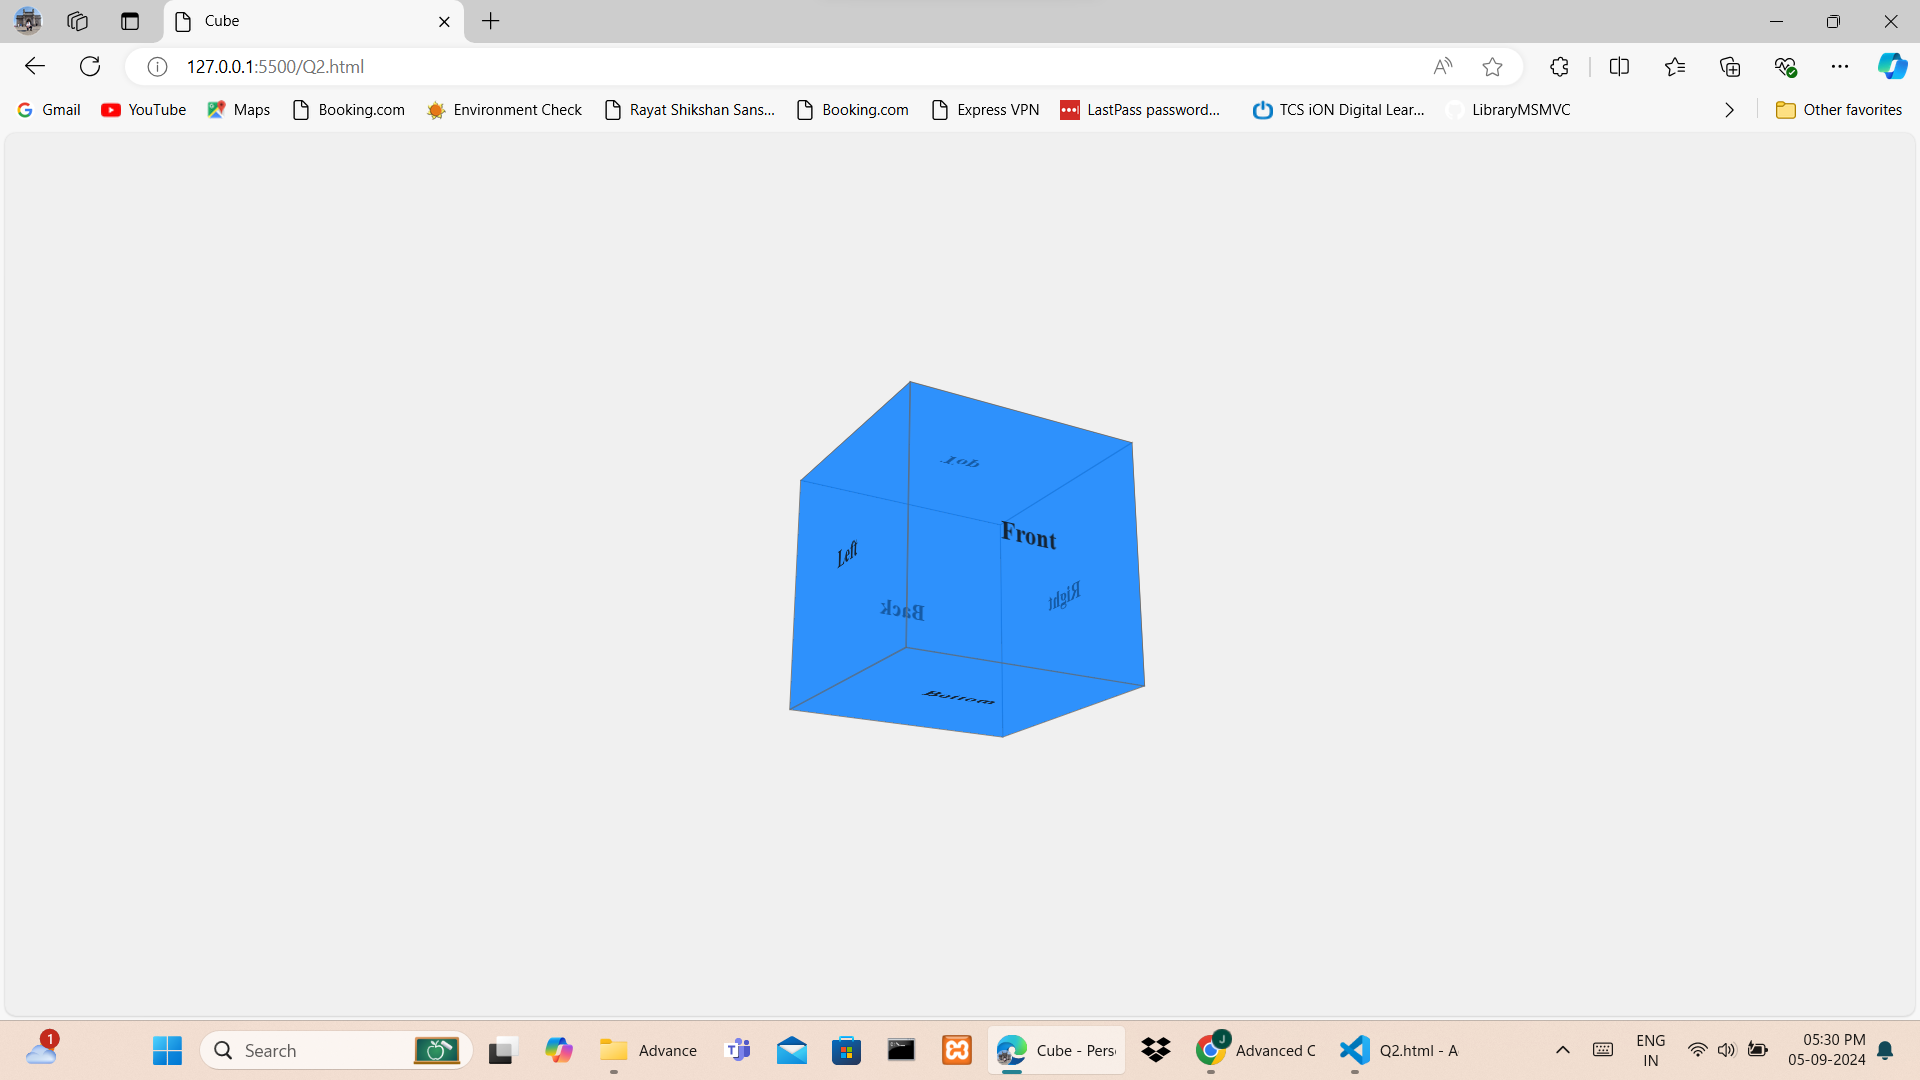 Cube
127.0.0.1:5500/Q2.html
Gmail YouTube Maps Booking.com Environment Check Rayat Shikshan Sans... Booking.com Express VPN LastPass password... TCS iON Digital Lear... LibraryMSMVC Other favorites
Top
Front
Left
Right
Back
Bottom
1
Search
Advance
Cube - Pers
J
Advanced C
Q2.html - A
ENG
IN
05:30 PM
05-09-2024